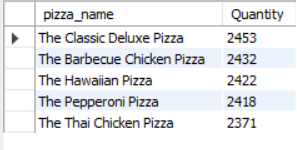 pizza_name Quantity
The Classic Deluxe Pizza 2453
The Barbecue Chicken Pizza 2432
The Hawaiian Pizza 2422
The Pepperoni Pizza 2418
The Thai Chicken Pizza 2371